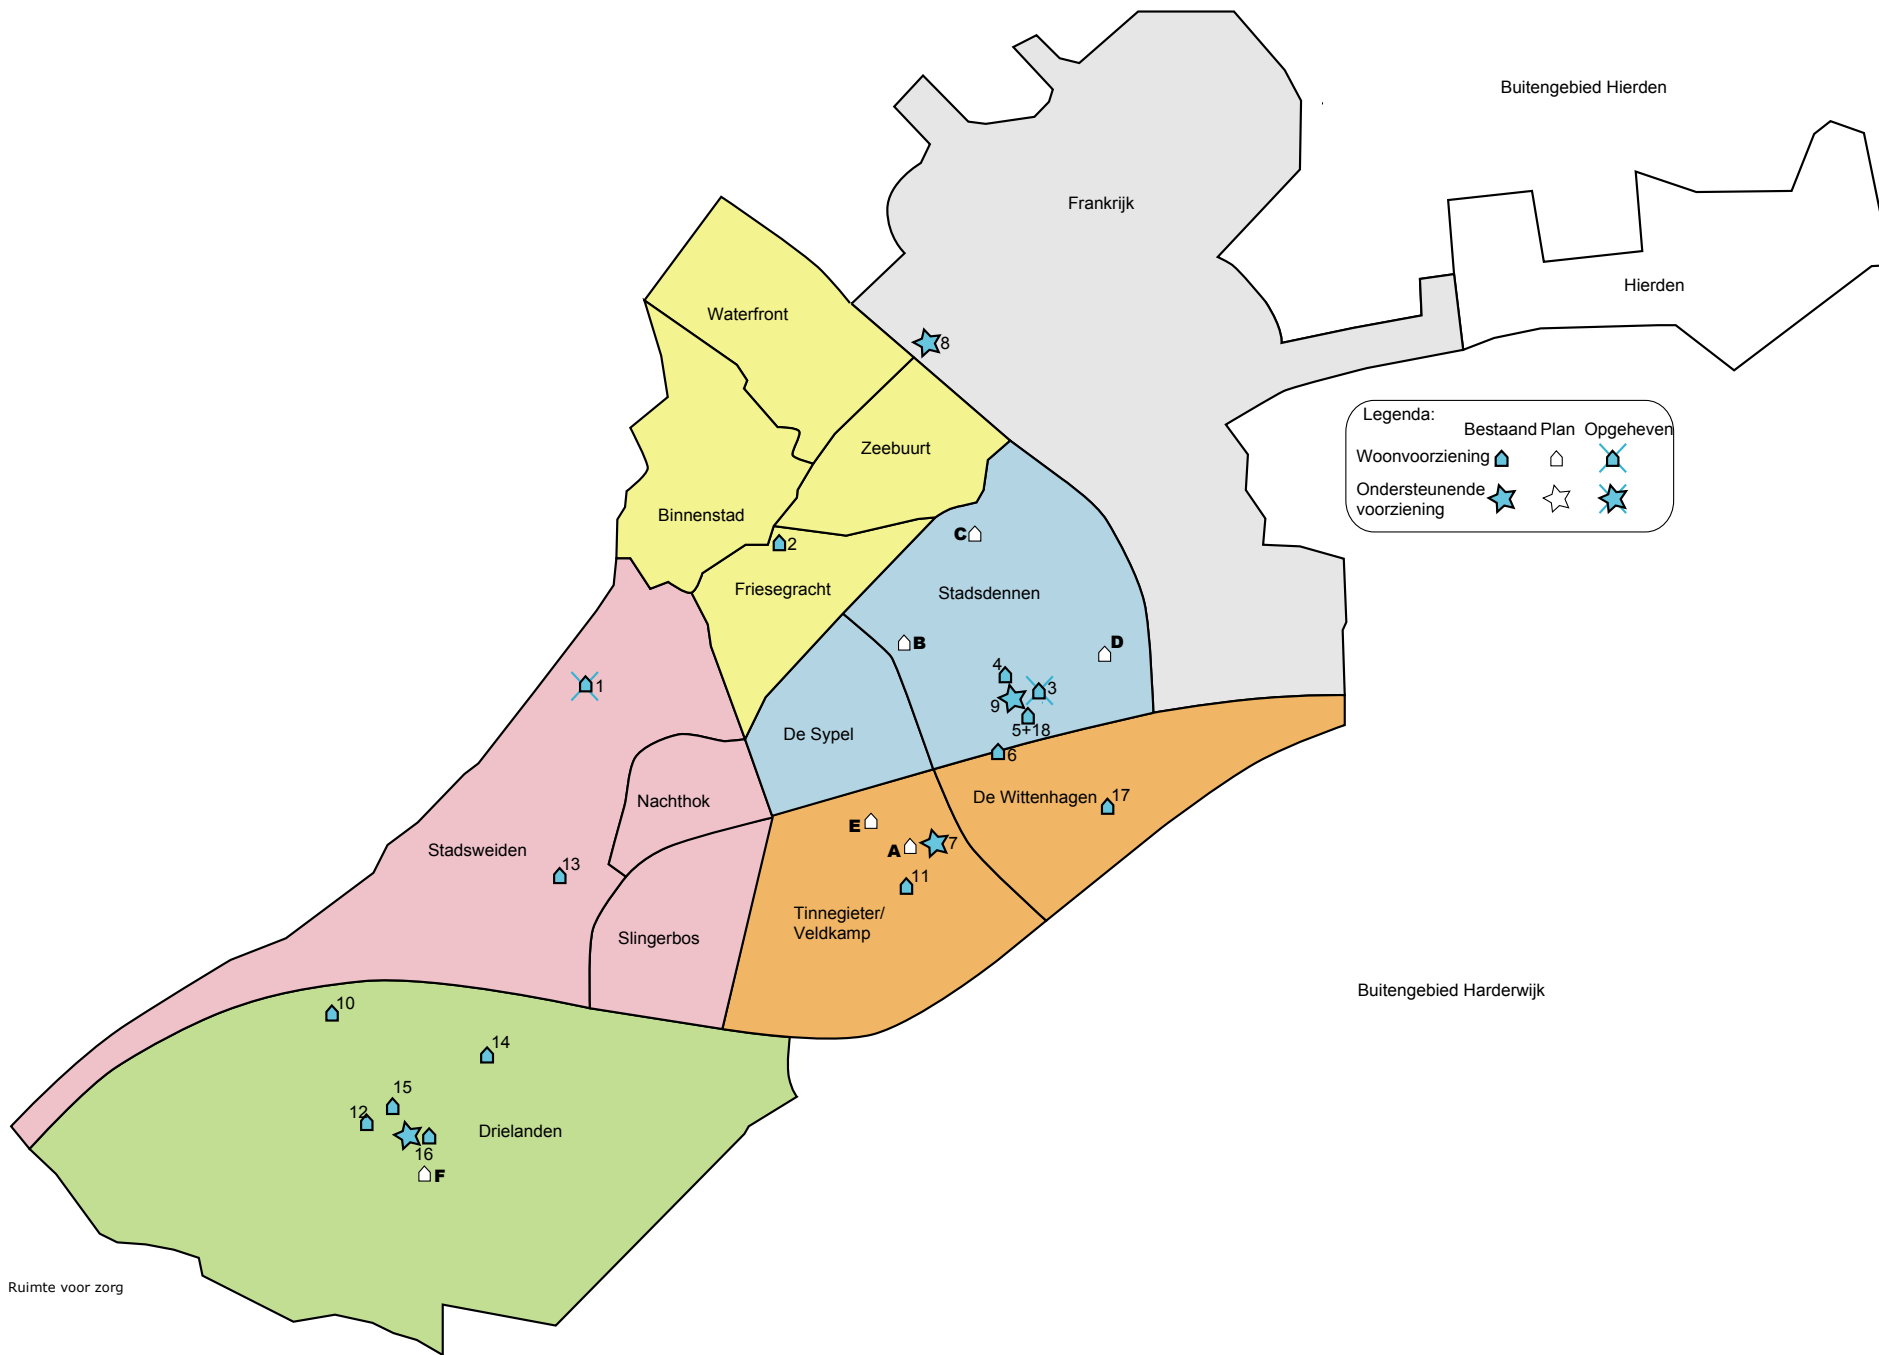 Buitengebied Hierden
Frankrijk
Hierden
Waterfront
8
Legenda:
Bestaand Plan Opgeheven
Woonvoorziening
Ondersteunende
voorziening
Zeebuurt
Binnenstad
C
2
Friesegracht
Stadsdennen
B
D
4
1
3
9
5+18
De Sypel
6
Nachthok
De Wittenhagen
17
E
A
7
Stadsweiden
13
11
Tinnegieter/
Veldkamp
Slingerbos
Buitengebied Harderwijk
10
14
15
12
Drielanden
16
F
Ruimte voor zorg